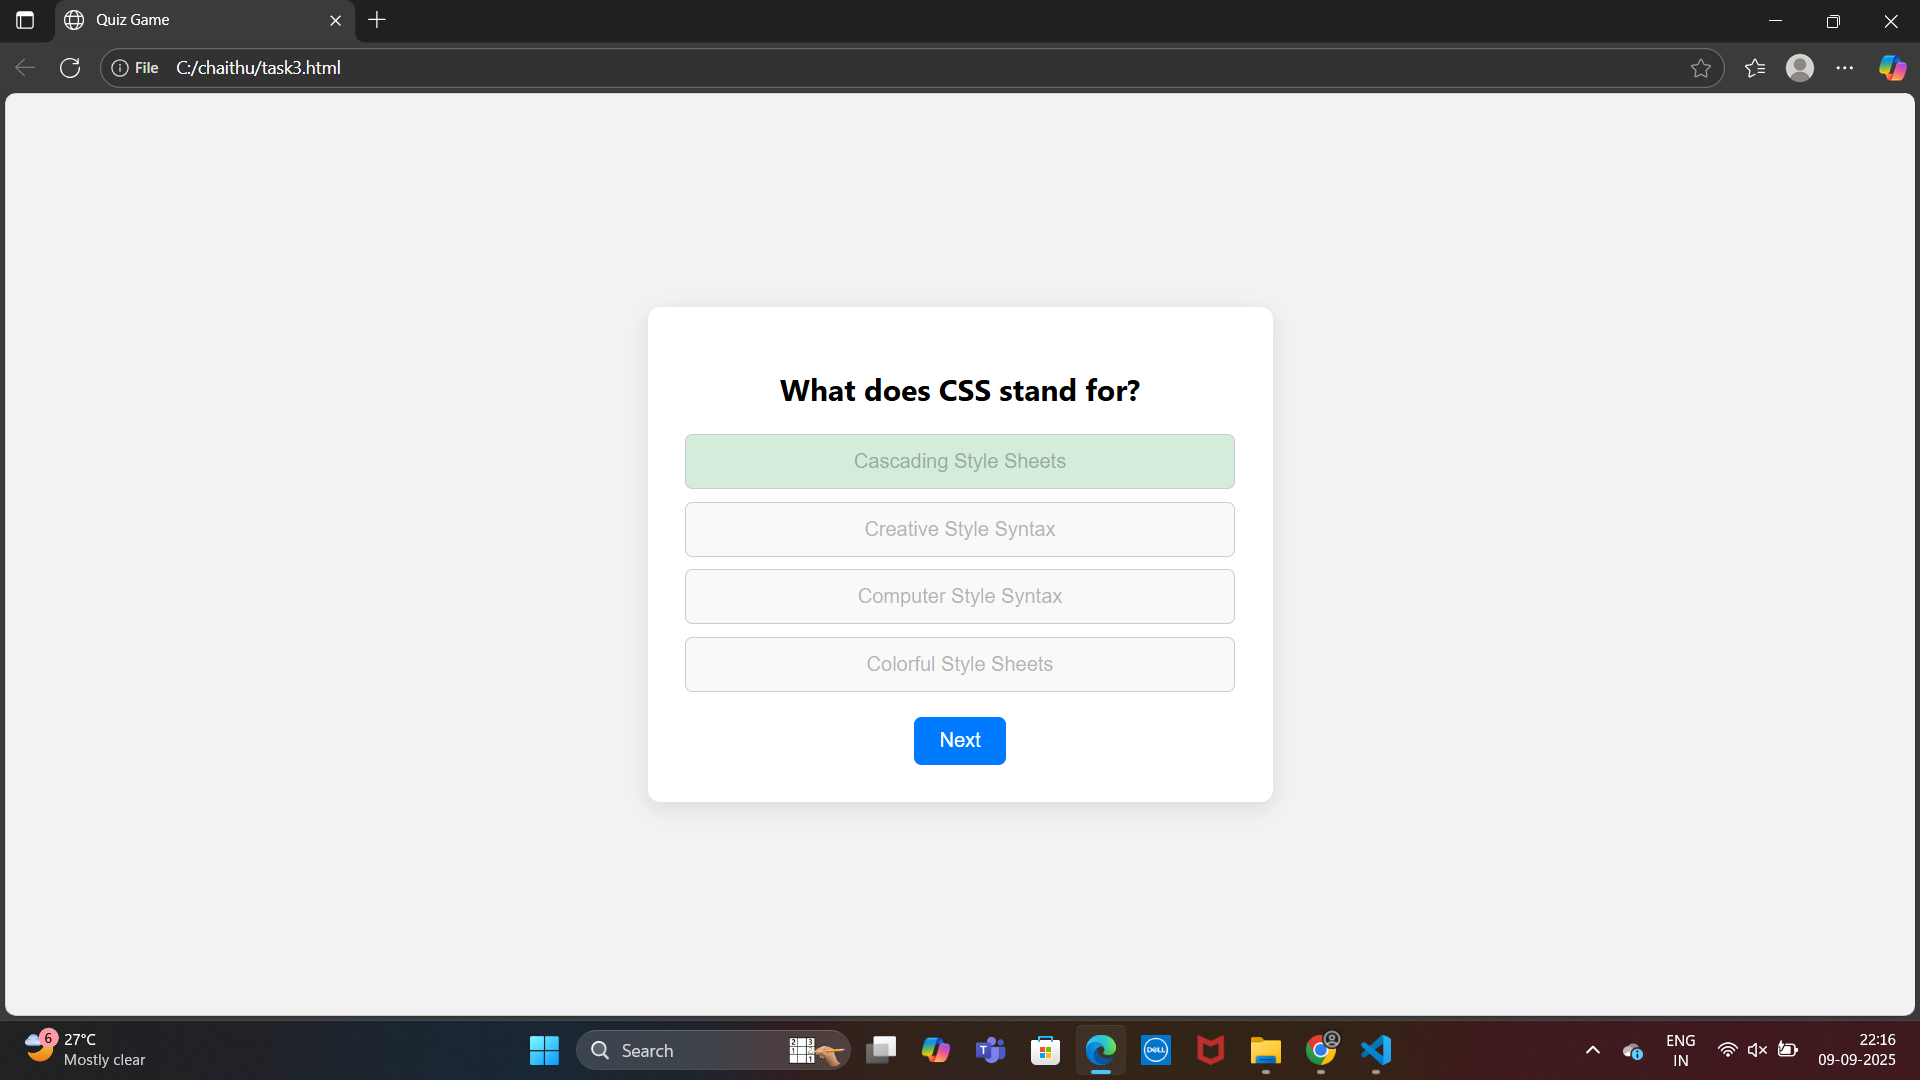 Quiz Game
File C:/chaithu/task3.html
What does CSS stand for?
Cascading Style Sheets
Creative Style Syntax
Computer Style Syntax
Colorful Style Sheets
Next
6
27°C
Mostly clear
Search
DELL
ENG
IN
22:16
09-09-2025